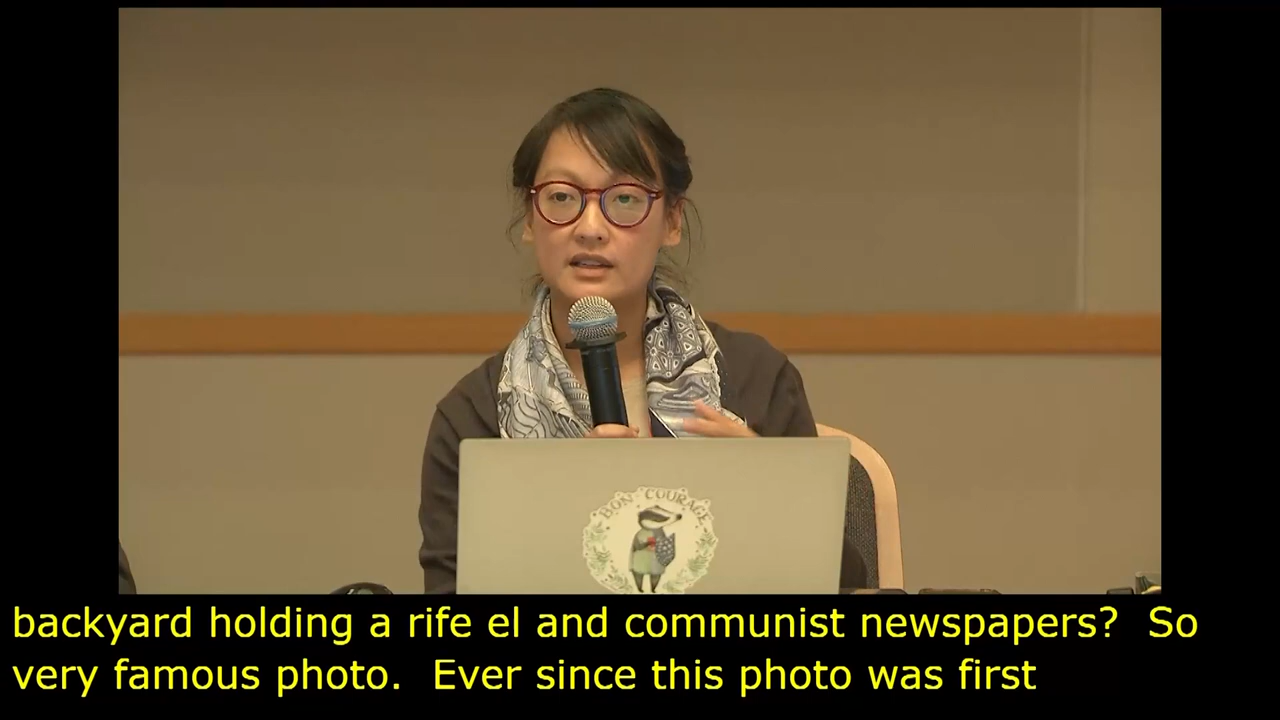 BON COURAGE
backyard holding a rife el and communist newspapers?  So
very famous photo.  Ever since this photo was first